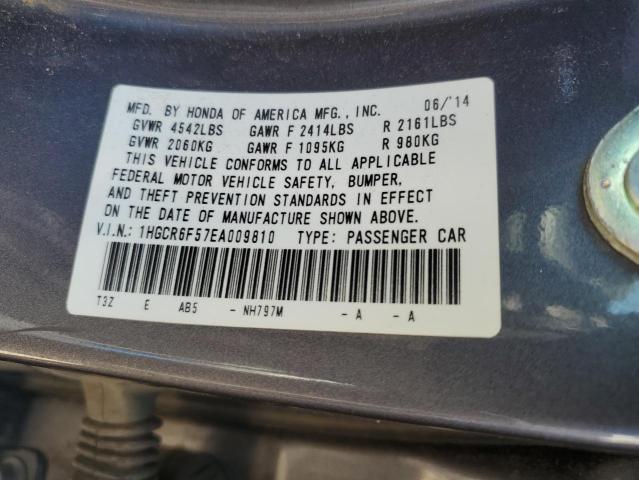 MFD. BY HONDA OF AMERICA MFG., INC. 06/'14
GVWR 4542LBS GAWR F 2414LBS R 2161LBS
GVWR 2060KG GAWR F 1095KG R 980KG
THIS VEHICLE CONFORMS TO ALL APPLICABLE
FEDERAL MOTOR VEHICLE SAFETY, BUMPER,
AND THEFT PREVENTION STANDARDS IN EFFECT
ON THE DATE OF MANUFACTURE SHOWN ABOVE.
V.I.N.: 1HGCR6F57EA009810 TYPE: PASSENGER CAR
T3Z E AB5 - NH797M - A - A